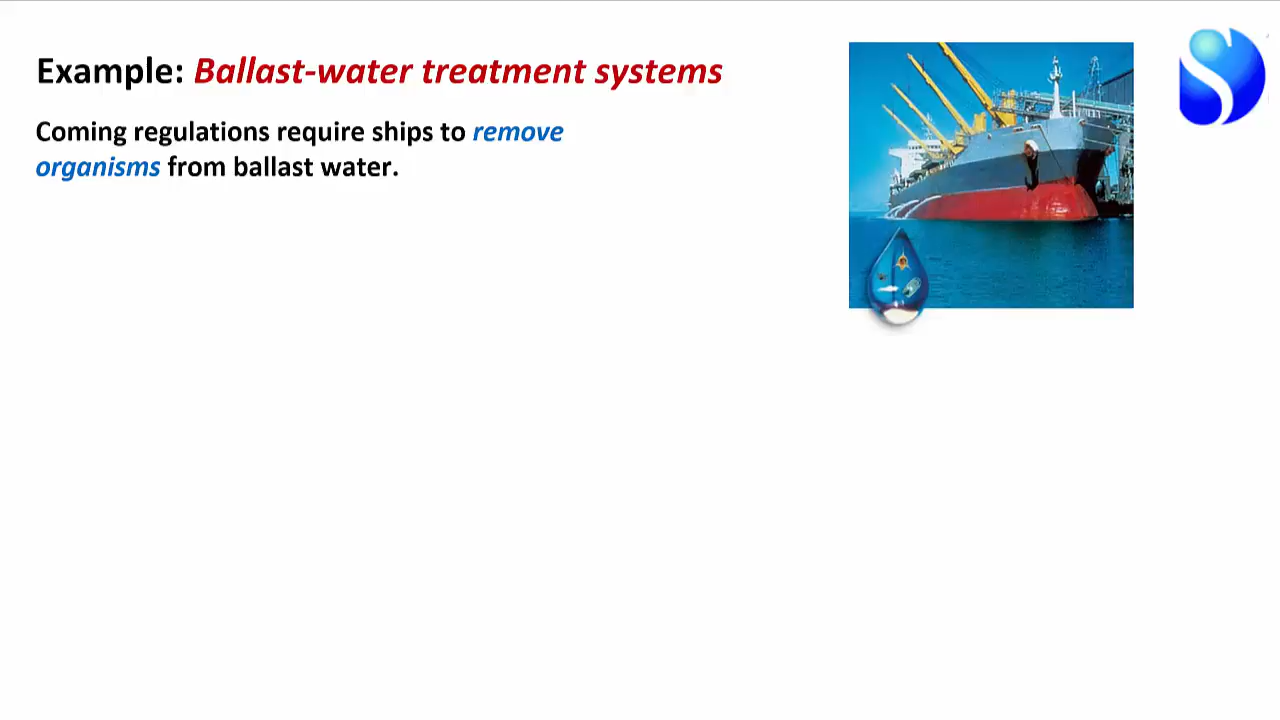 Example: Ballast-water treatment systems
Coming regulations require ships to remove
organisms from ballast water.